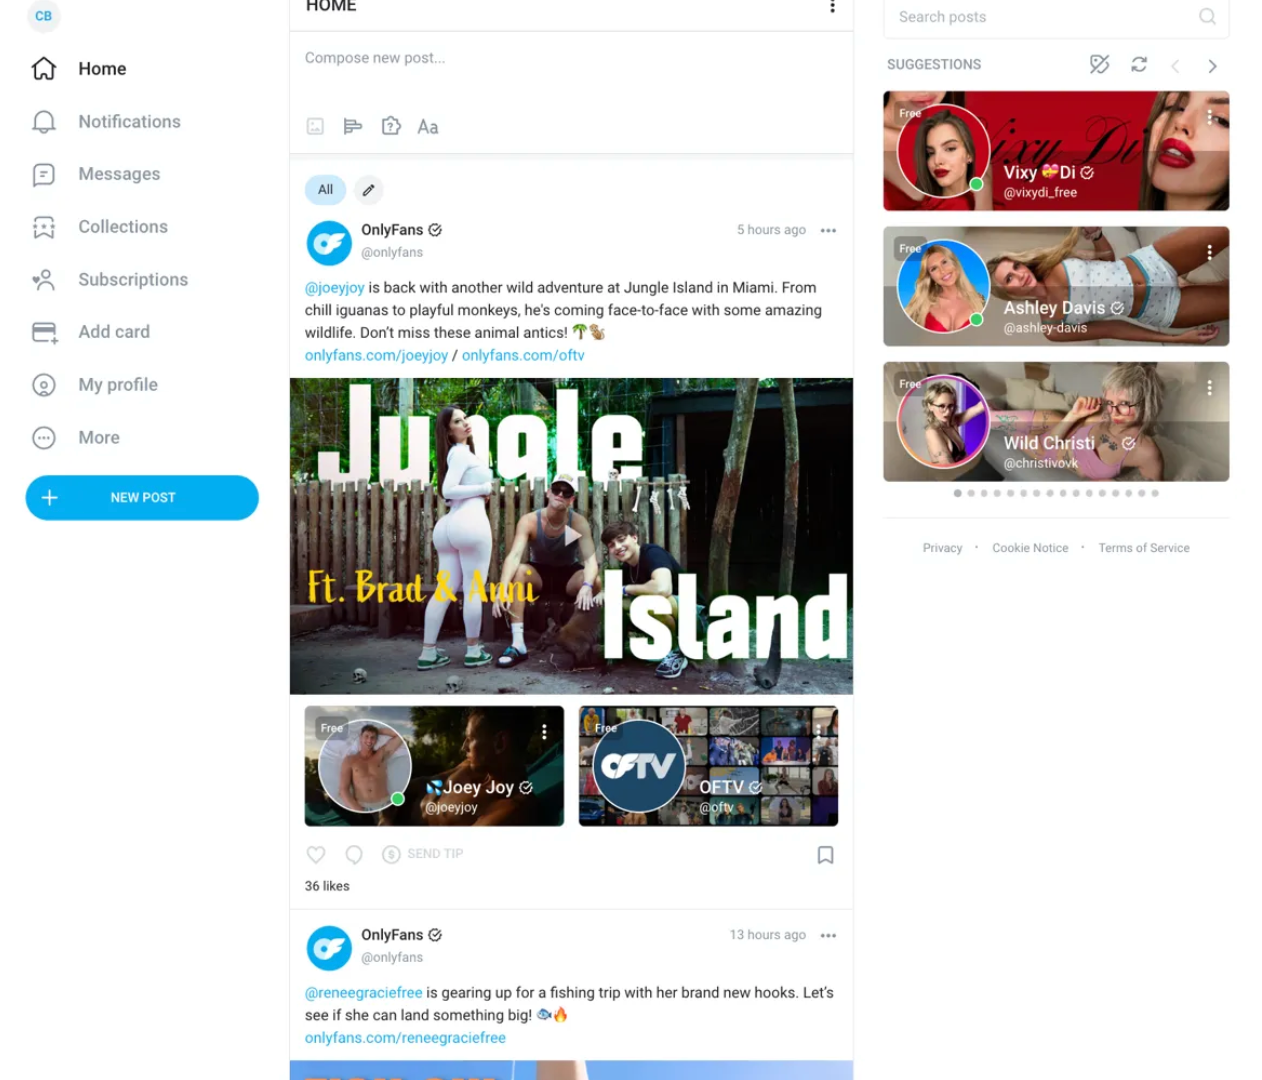 CB
Home
Notifications
Messages
Collections
Subscriptions
Add card
My profile
More
NEW POST
HOME
Compose new post...
Aa
All
OnlyFans
@onlyfans
5 hours ago
@joeyjoy is back with another wild adventure at Jungle Island in Miami. From
chill iguanas to playful monkeys, he's coming face-to-face with some amazing
wildlife. Don't miss these animal antics! 🌴🐒
onlyfans.com/joeyjoy / onlyfans.com/oftv
Jungle
Ft. Brad & Anni
Island
Free
💦Joey Joy
@joeyjoy
Free
OFTV
OFTV
@oftv
SEND TIP
36 likes
OnlyFans
@onlyfans
13 hours ago
@reneegraciefree is gearing up for a fishing trip with her brand new hooks. Let's
see if she can land something big! 🐟🔥
onlyfans.com/reneegraciefree
Search posts
SUGGESTIONS
Free
Vixy Di
Vixy 💝Di
@vixydi_free
Free
Ashley Davis
@ashley-davis
Free
Wild Christi
@christivovk
Privacy · Cookie Notice · Terms of Service